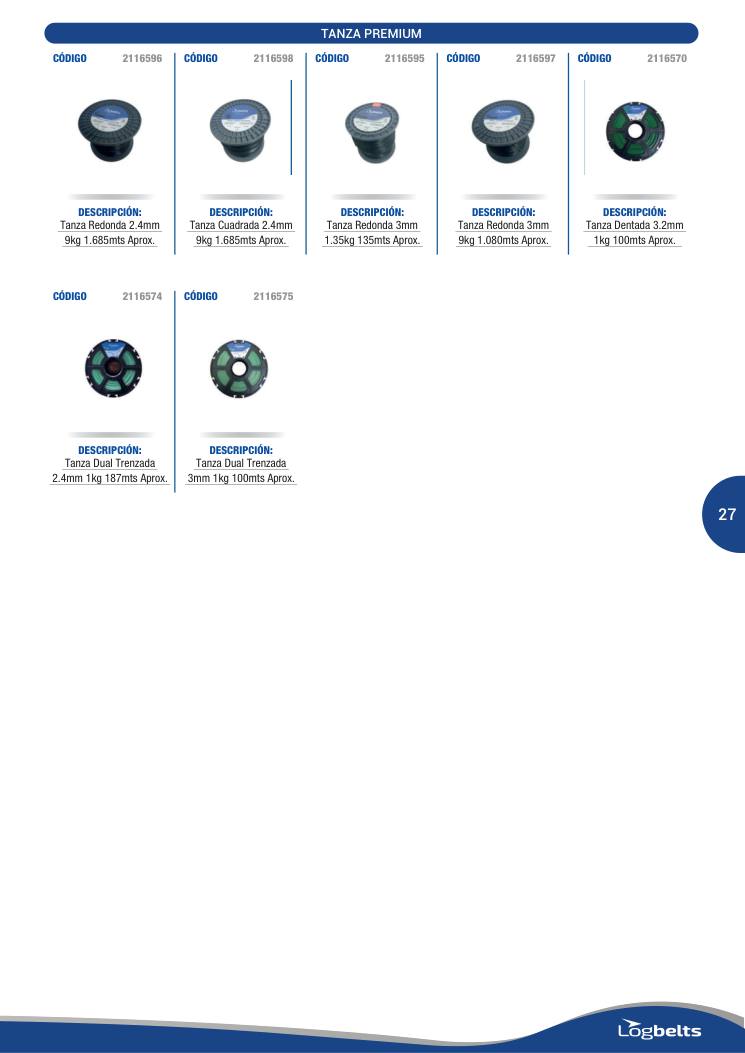 TANZA PREMIUM
CÓDIGO 2116596
DESCRIPCIÓN:
Tanza Redonda 2.4mm
9kg 1.685mts Aprox.
CÓDIGO 2116598
DESCRIPCIÓN:
Tanza Cuadrada 2.4mm
9kg 1.685mts Aprox.
CÓDIGO 2116595
DESCRIPCIÓN:
Tanza Redonda 3mm
1.35kg 135mts Aprox.
CÓDIGO 2116597
DESCRIPCIÓN:
Tanza Redonda 3mm
9kg 1.080mts Aprox.
CÓDIGO 2116570
DESCRIPCIÓN:
Tanza Dentada 3.2mm
1kg 100mts Aprox.
CÓDIGO 2116574
DESCRIPCIÓN:
Tanza Dual Trenzada
2.4mm 1kg 187mts Aprox.
CÓDIGO 2116575
DESCRIPCIÓN:
Tanza Dual Trenzada
3mm 1kg 100mts Aprox.
27
Logbelts